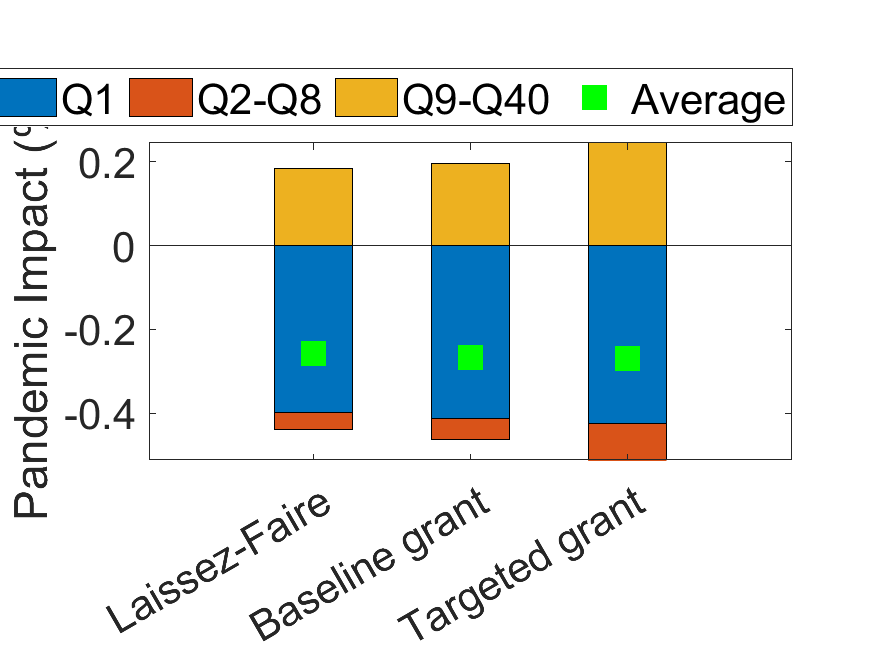 Q1 Q2-Q8 Q9-Q40 Average
Pandemic Impact (%
0.2
0
-0.2
-0.4
Laissez-Faire
Baseline grant
Targeted grant